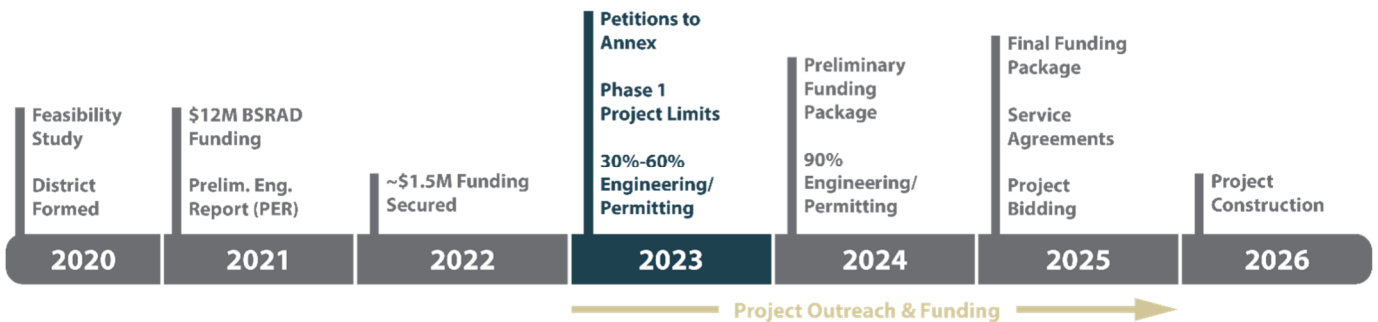 Feasibility
Study
District
Formed
$12M BSRAD
Funding
Prelim. Eng.
Report (PER)
~$1.5M Funding
Secured
Petitions to
Annex
Phase 1
Project Limits
30%-60%
Engineering/
Permitting
Preliminary
Funding
Package
90%
Engineering/
Permitting
Final Funding
Package
Service
Agreements
Project
Bidding
Project
Construction
2020
2021
2022
2023
2024
2025
2026
Project Outreach & Funding